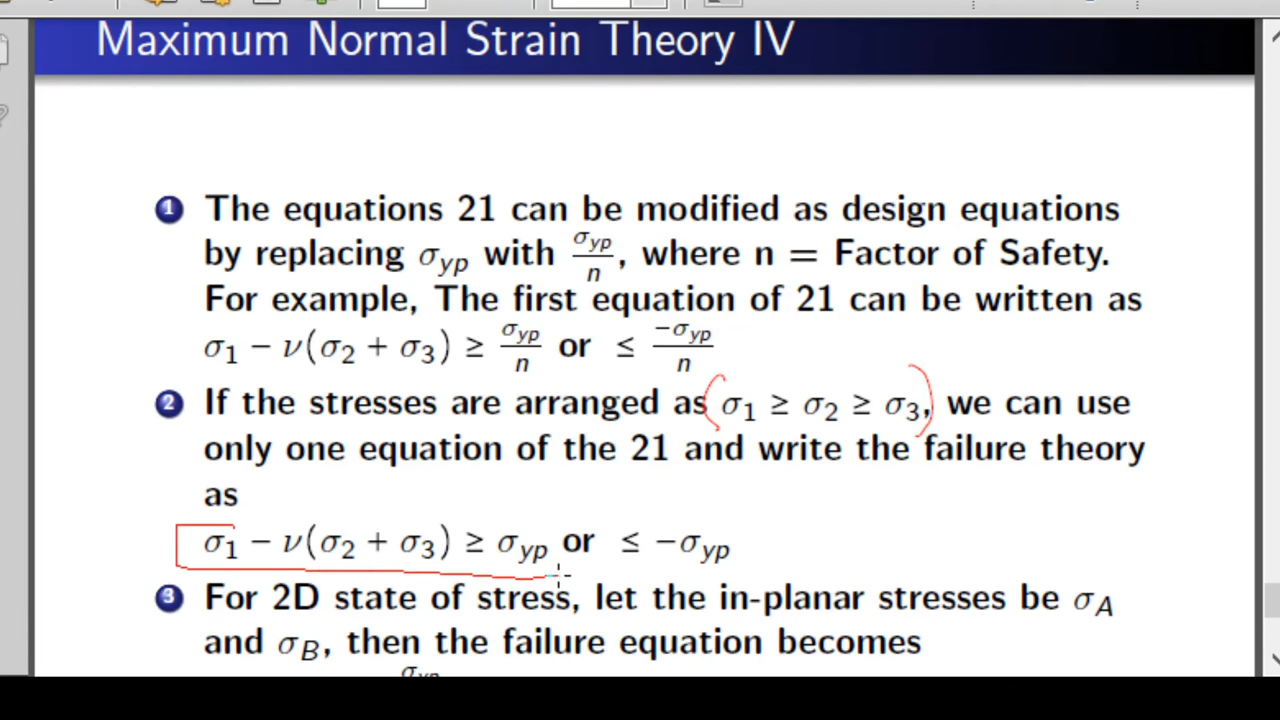 Maximum Normal Strain Theory IV
1 The equations 21 can be modified as design equations
by replacing σ_yp with σ_yp/n, where n = Factor of Safety.
For example, The first equation of 21 can be written as
σ_1 − ν(σ_2 + σ_3) ≥ σ_yp/n or ≤ −σ_yp/n
2 If the stresses are arranged as σ_1 ≥ σ_2 ≥ σ_3, we can use
only one equation of the 21 and write the failure theory
as
σ_1 − ν(σ_2 + σ_3) ≥ σ_yp or ≤ −σ_yp
3 For 2D state of stress, let the in-planar stresses be σ_A
and σ_B, then the failure equation becomes